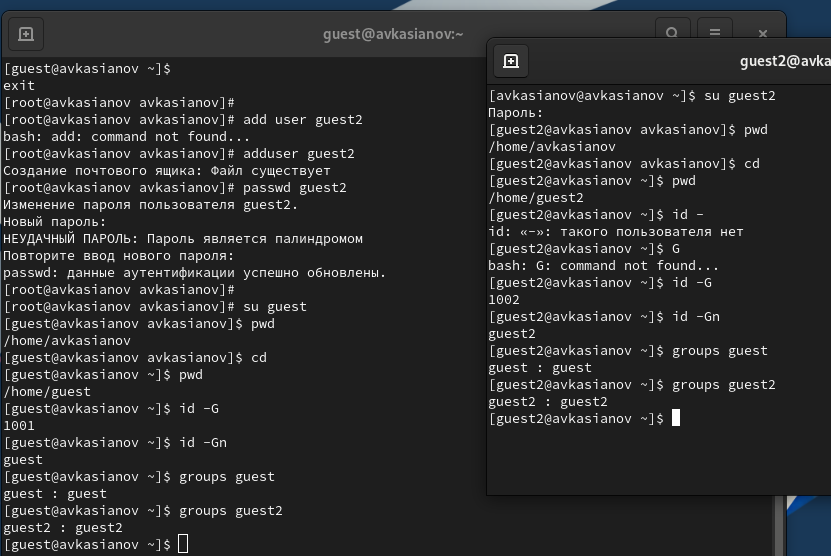 guest@avkasianov:~
[guest@avkasianov ~]$
exit
[root@avkasianov avkasianov]#
[root@avkasianov avkasianov]# add user guest2
bash: add: command not found...
[root@avkasianov avkasianov]# adduser guest2
Создание почтового ящика: Файл существует
[root@avkasianov avkasianov]# passwd guest2
Изменение пароля пользователя guest2.
Новый пароль:
НЕУДАЧНЫЙ ПАРОЛЬ: Пароль является палиндромом
Повторите ввод нового пароля:
passwd: данные аутентификации успешно обновлены.
[root@avkasianov avkasianov]#
[root@avkasianov avkasianov]# su guest
[guest@avkasianov avkasianov]$ pwd
/home/avkasianov
[guest@avkasianov avkasianov]$ cd
[guest@avkasianov ~]$ pwd
/home/guest
[guest@avkasianov ~]$ id -G
1001
[guest@avkasianov ~]$ id -Gn
guest
[guest@avkasianov ~]$ groups guest
guest : guest
[guest@avkasianov ~]$ groups guest2
guest2 : guest2
[guest@avkasianov ~]$
guest2@avka
[avkasianov@avkasianov ~]$ su guest2
Пароль:
[guest2@avkasianov avkasianov]$ pwd
/home/avkasianov
[guest2@avkasianov avkasianov]$ cd
[guest2@avkasianov ~]$ pwd
/home/guest2
[guest2@avkasianov ~]$ id -
id: «-»: такого пользователя нет
[guest2@avkasianov ~]$ G
bash: G: command not found...
[guest2@avkasianov ~]$ id -G
1002
[guest2@avkasianov ~]$ id -Gn
guest2
[guest2@avkasianov ~]$ groups guest
guest : guest
[guest2@avkasianov ~]$ groups guest2
guest2 : guest2
[guest2@avkasianov ~]$